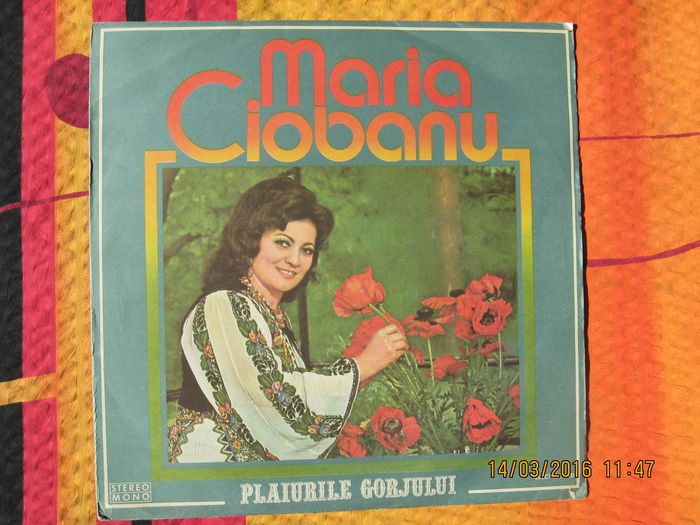 Maria
Ciobanu
STEREO
MONO
PLAIURILE GORJULUI
14/03/2016 11:47